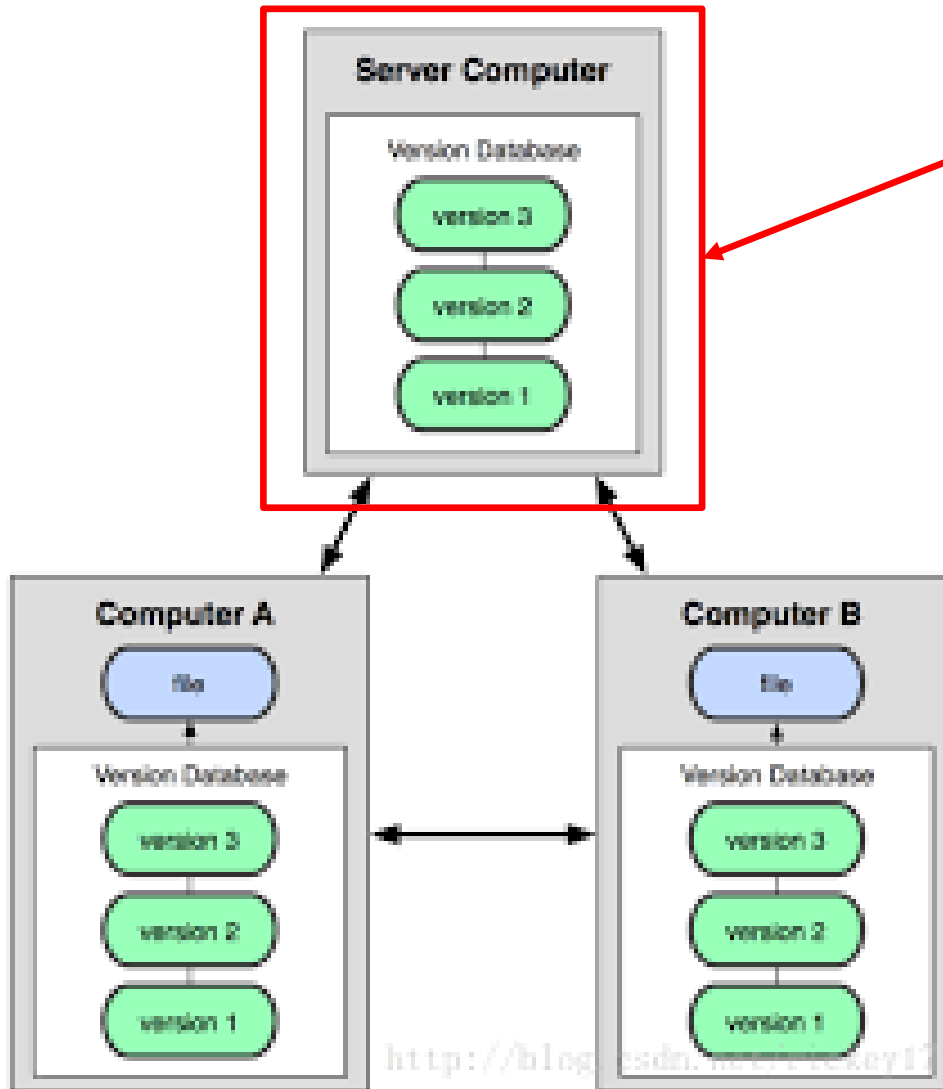 Server Computer
Version Database
version 3
version 2
version 1
Computer A
file
Version Database
version 3
version 2
version 1
Computer B
file
Version Database
version 3
version 2
version 1